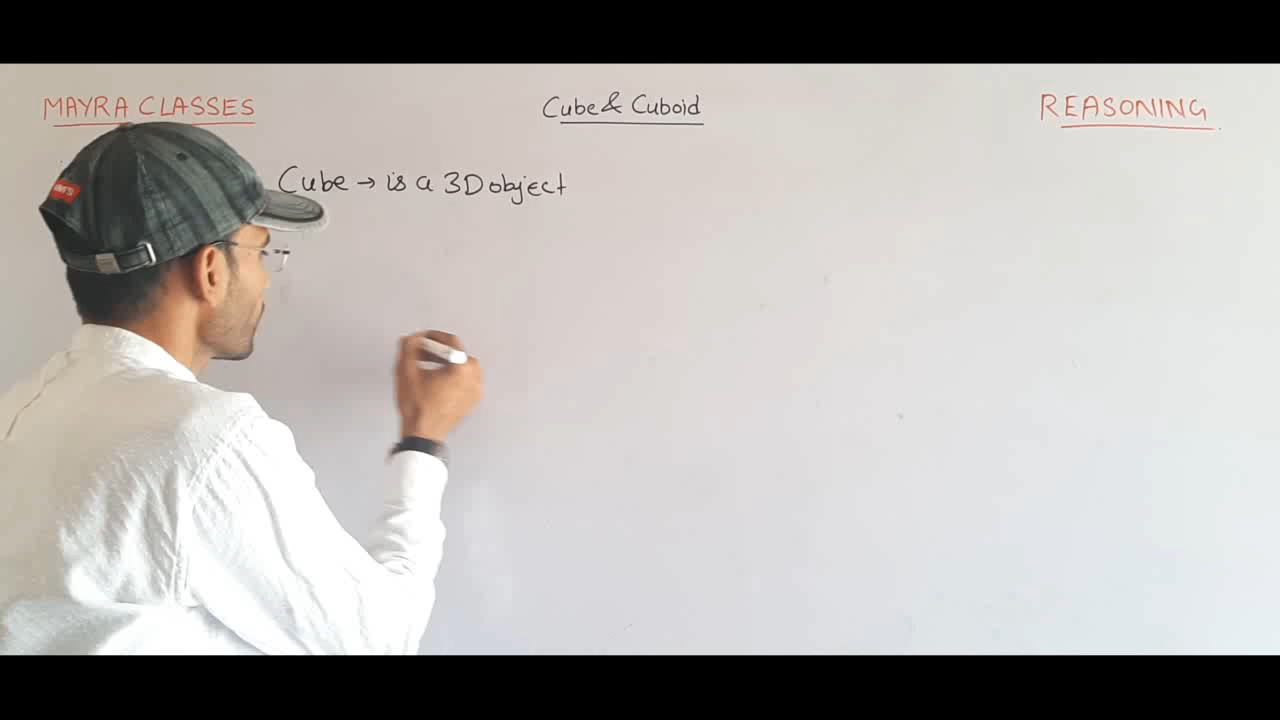 MAYRA CLASSES
Cube & Cuboid
REASONING
Cube → is a 3D object